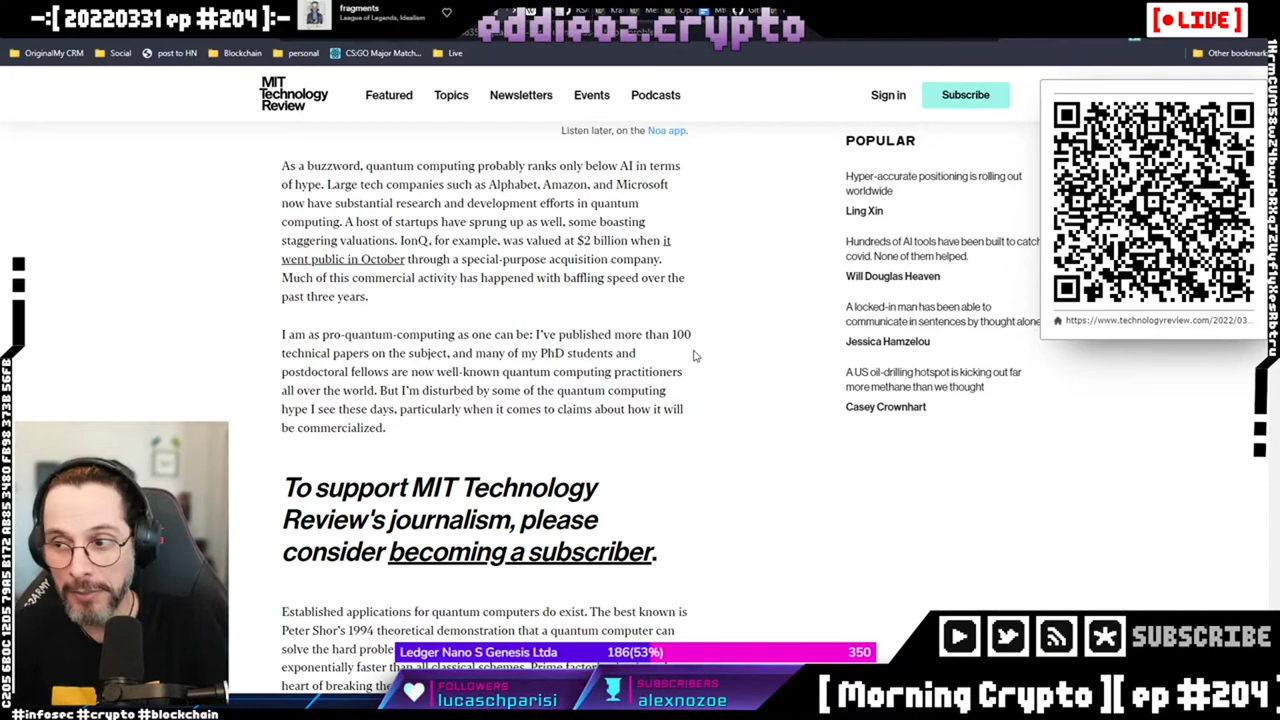 -:[ 20220331 ep #204 ]:-
fragments
League of Legends, Idealism
eddieoz.crypto
[● LIVE ]
OriginalMy CRM
Social
post to HN
Blockchain
personal
CS:GO Major Match...
Live
Other bookmark
MIT
Technology
Review
Featured
Topics
Newsletters
Events
Podcasts
Sign in
Subscribe
Listen later, on the Noa app.
As a buzzword, quantum computing probably ranks only below AI in terms
of hype. Large tech companies such as Alphabet, Amazon, and Microsoft
now have substantial research and development efforts in quantum
computing. A host of startups have sprung up as well, some boasting
staggering valuations. IonQ, for example, was valued at $2 billion when it
went public in October through a special-purpose acquisition company.
Much of this commercial activity has happened with baffling speed over the
past three years.
I am as pro-quantum-computing as one can be: I've published more than 100
technical papers on the subject, and many of my PhD students and
postdoctoral fellows are now well-known quantum computing practitioners
all over the world. But I'm disturbed by some of the quantum computing
hype I see these days, particularly when it comes to claims about how it will
be commercialized.
To support MIT Technology
Review's journalism, please
consider becoming a subscriber.
Established applications for quantum computers do exist. The best known is
Peter Shor's 1994 theoretical demonstration that a quantum computer can
solve the hard proble
exponentially faster than all classical schemes. Prime factor
heart of breaking the
POPULAR
Hyper-accurate positioning is rolling out
worldwide
Ling Xin
Hundreds of AI tools have been built to catch
covid. None of them helped.
Will Douglas Heaven
A locked-in man has been able to
communicate in sentences by thought alone
Jessica Hamzelou
A US oil-drilling hotspot is kicking out far
more methane than we thought
Casey Crownhart
https://www.technologyreview.com/2022/03...
Ledger Nano S Genesis Ltda
186(53%)
350
FOLLOWERS
lucaschparisi
SUBSCRIBERS
alexnozoe
SUBSCRIBE
[ Morning Crypto ][ ep #204 ]
#infosec #crypto #blockchain